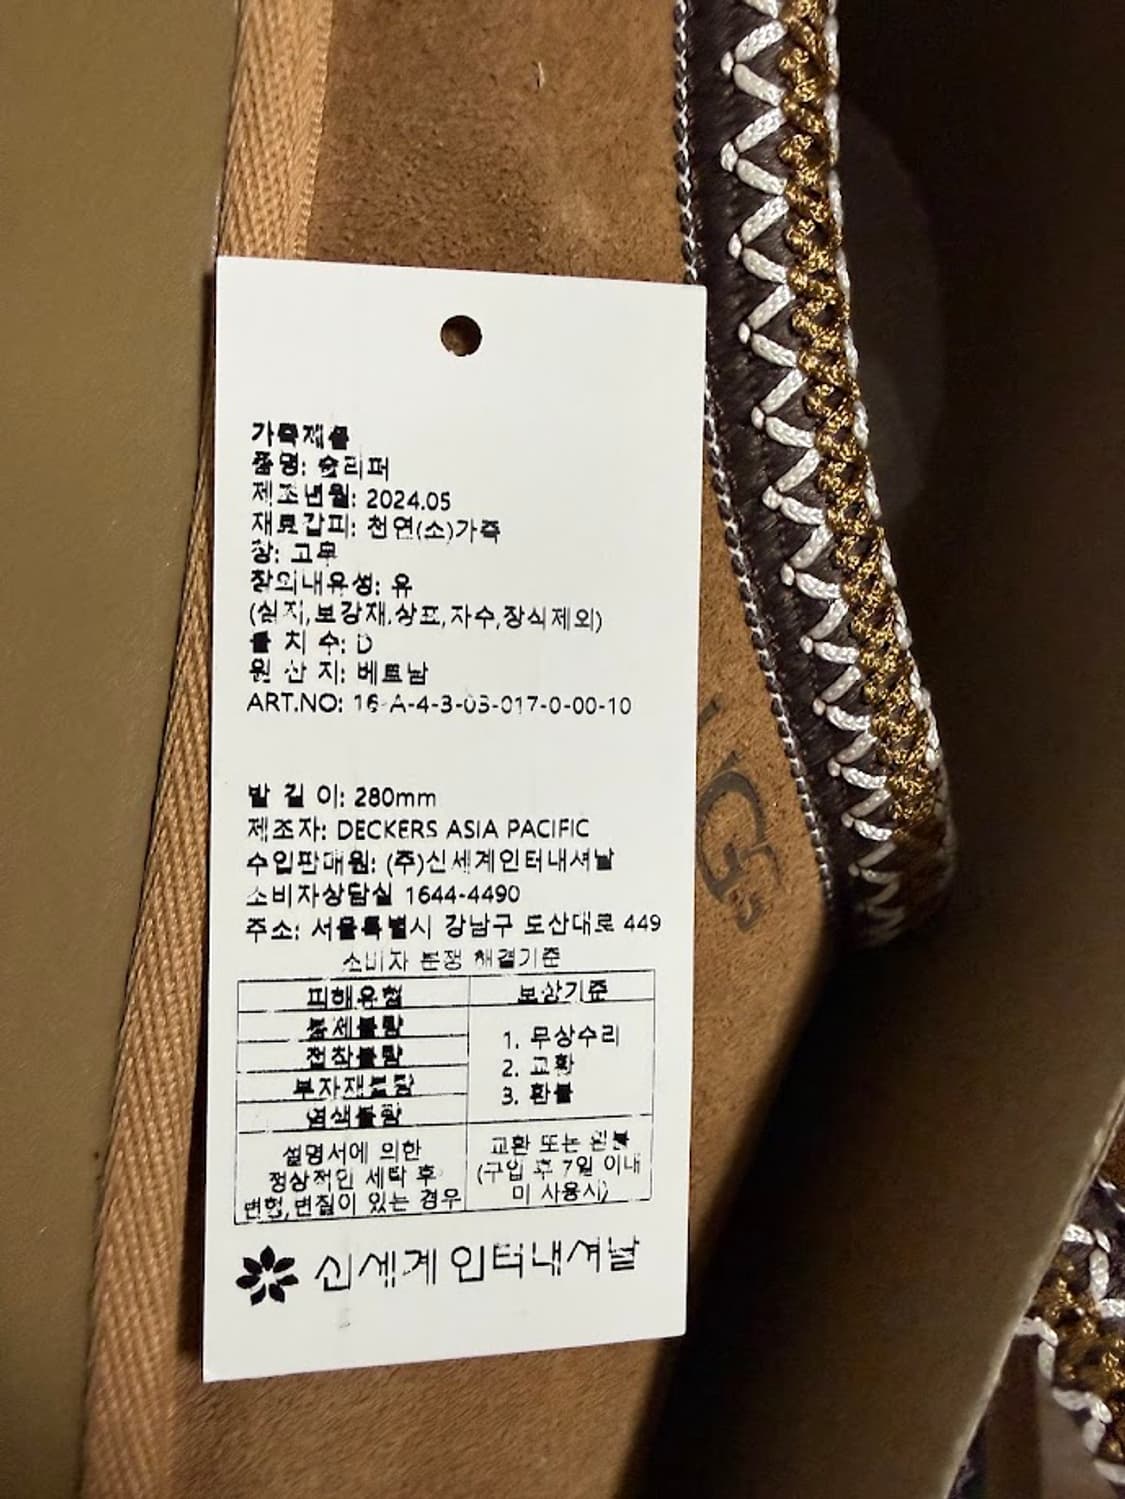 가죽제품
품명: 슬리퍼
제조년월: 2024.05
재료갑피: 천연(소)가죽
창: 고무
창의내유성: 유
(심지,보강재,상표,자수,장식제외)
볼 치 수: D
원 산 지: 베트남
ART.NO: 16-A-4-3-03-017-0-00-10
발 길 이: 280mm
제조자: DECKERS ASIA PACIFIC
수입판매원: (주)신세계인터내셔날
소비자상담실 1644-4490
주소: 서울특별시 강남구 도산대로 449
소비자 분쟁 해결기준
피해유형 보상기준
봉제불량
접착불량
부자재불량
염색불량
1. 무상수리
2. 교환
3. 환불
설명서에 의한
정상적인 세탁 후
변형,변질이 있는 경우
교환 또는 환불
(구입 후 7일 이내
미 사용시)
신세계인터내셔날
UGG